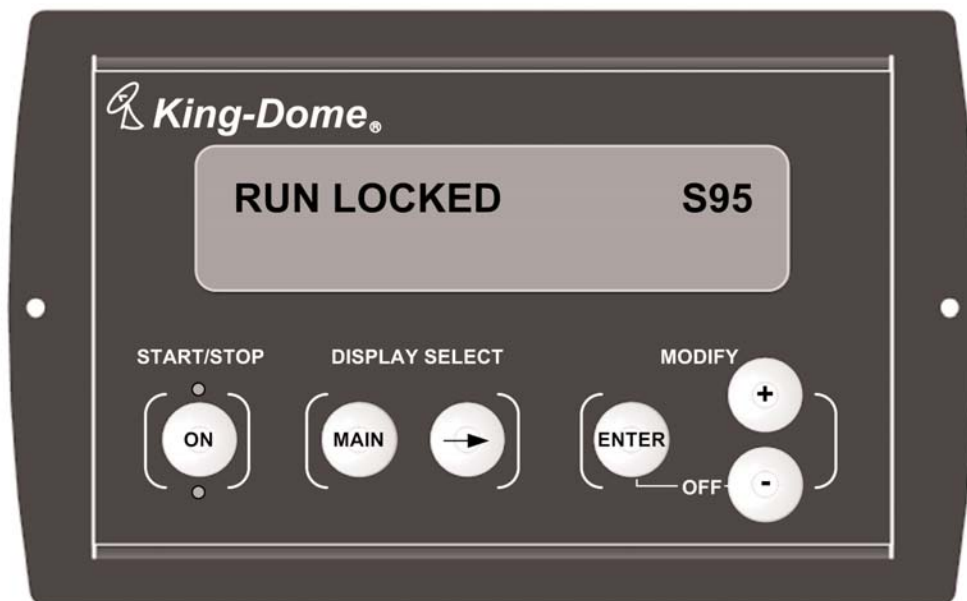 King-Dome®
RUN LOCKED S95
START/STOP DISPLAY SELECT MODIFY
ON MAIN ENTER +
OFF -